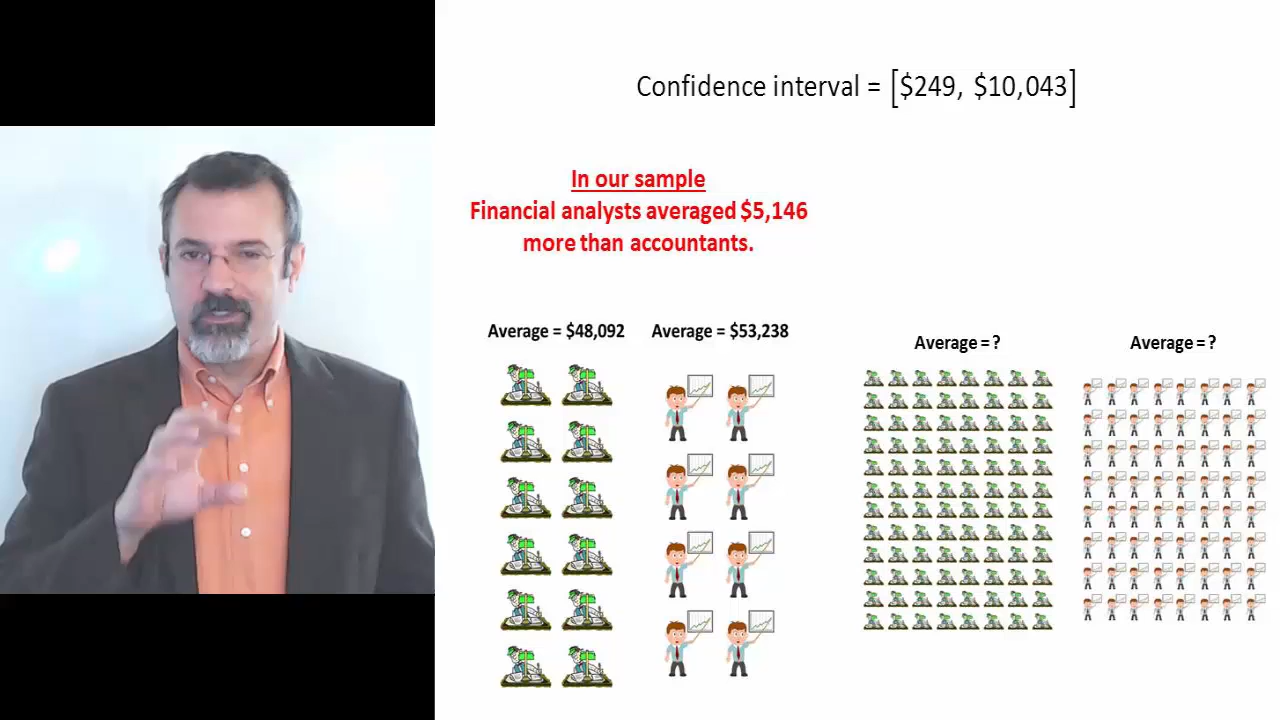 Confidence interval = [$249, $10,043]
In our sample
Financial analysts averaged $5,146
more than accountants.
Average = $48,092
Average = $53,238
Average = ?
Average = ?